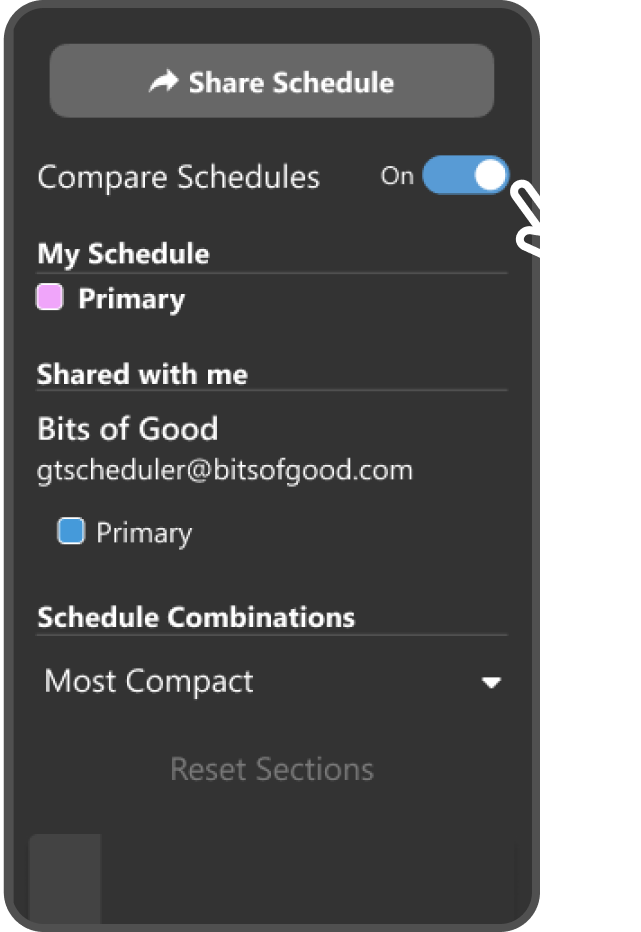 Share Schedule
Compare Schedules On
My Schedule
Primary
Shared with me
Bits of Good
gtscheduler@bitsofgood.com
Primary
Schedule Combinations
Most Compact
Reset Sections